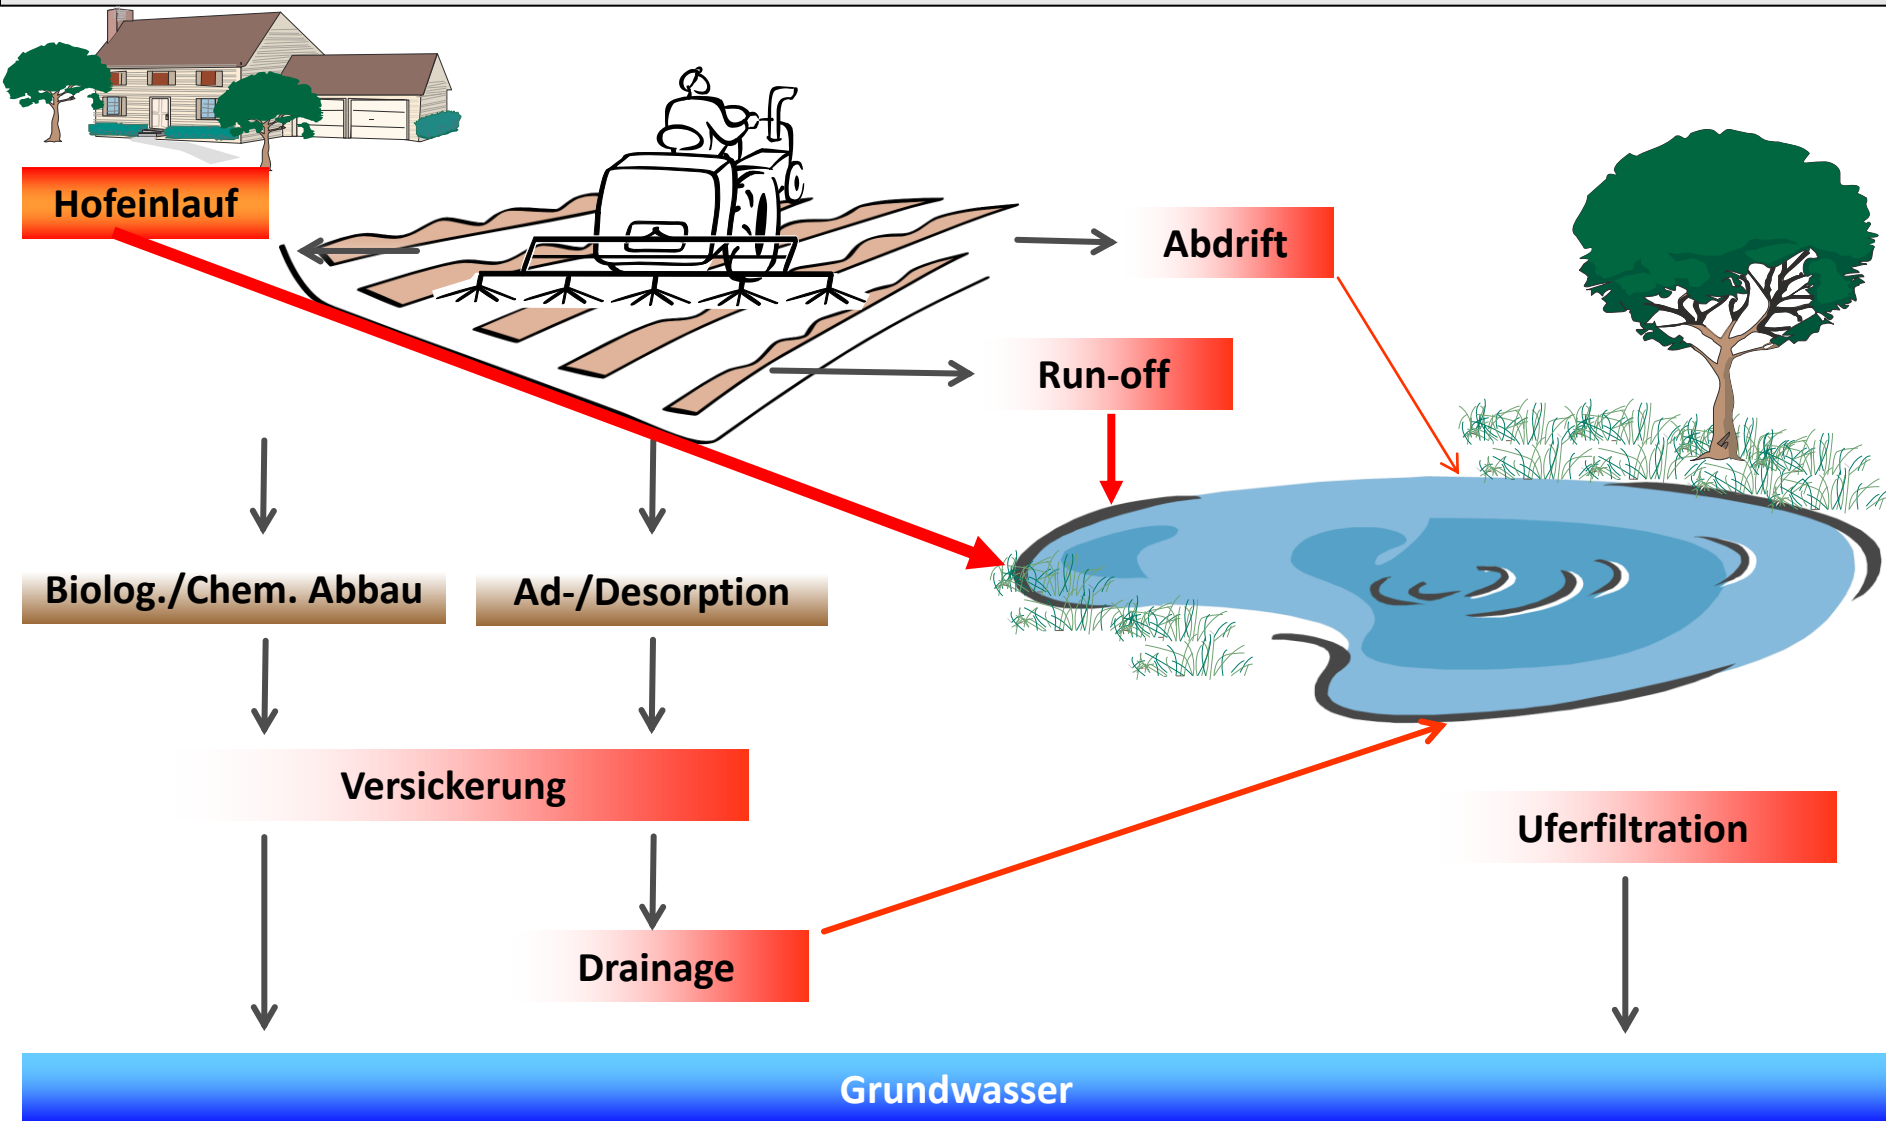 Hofeinlauf
Abdrift
Run-off
Biolog./Chem. Abbau
Ad-/Desorption
Versickerung
Uferfiltration
Drainage
Grundwasser